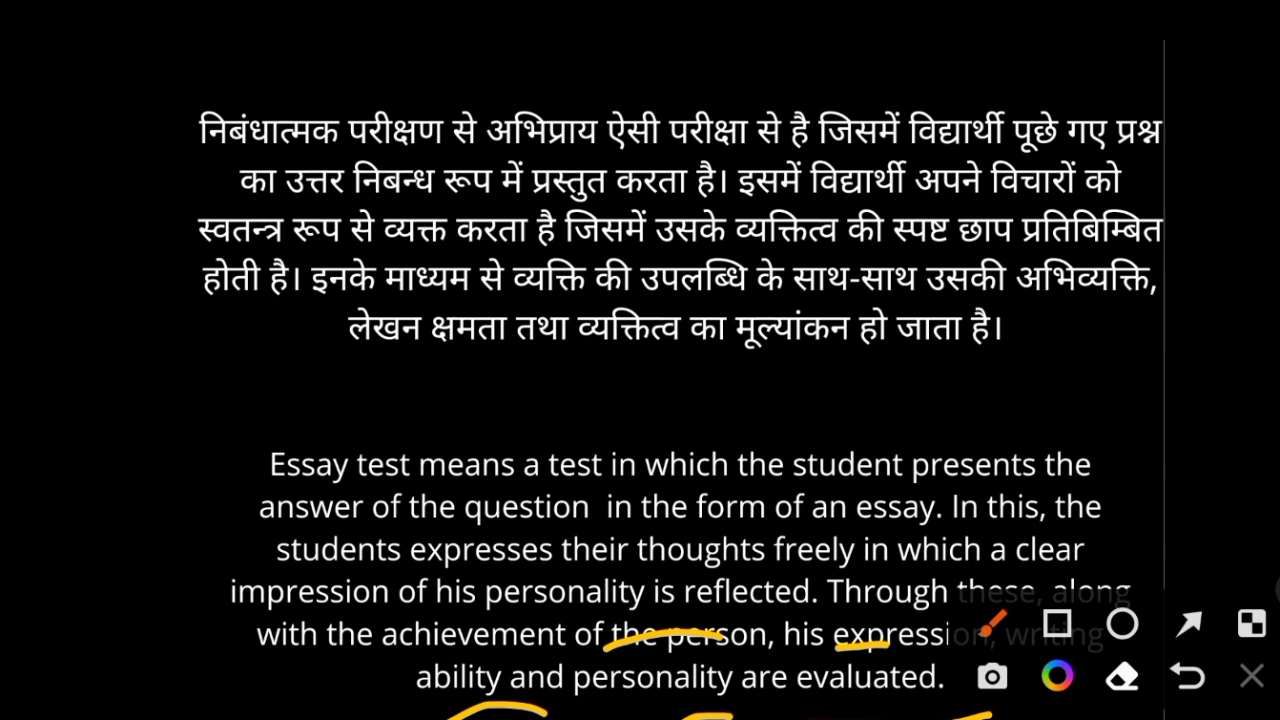 निबंधात्मक परीक्षण से अभिप्राय ऐसी परीक्षा से है जिसमें विद्यार्थी पूछे गए प्रश्न
का उत्तर निबन्ध रूप में प्रस्तुत करता है। इसमें विद्यार्थी अपने विचारों को
स्वतन्त्र रूप से व्यक्त करता है जिसमें उसके व्यक्तित्व की स्पष्ट छाप प्रतिबिम्बित
होती है। इनके माध्यम से व्यक्ति की उपलब्धि के साथ-साथ उसकी अभिव्यक्ति,
लेखन क्षमता तथा व्यक्तित्व का मूल्यांकन हो जाता है।
Essay test means a test in which the student presents the
answer of the question in the form of an essay. In this, the
students expresses their thoughts freely in which a clear
impression of his personality is reflected. Through these, along
with the achievement of the person, his expression, writing
ability and personality are evaluated.